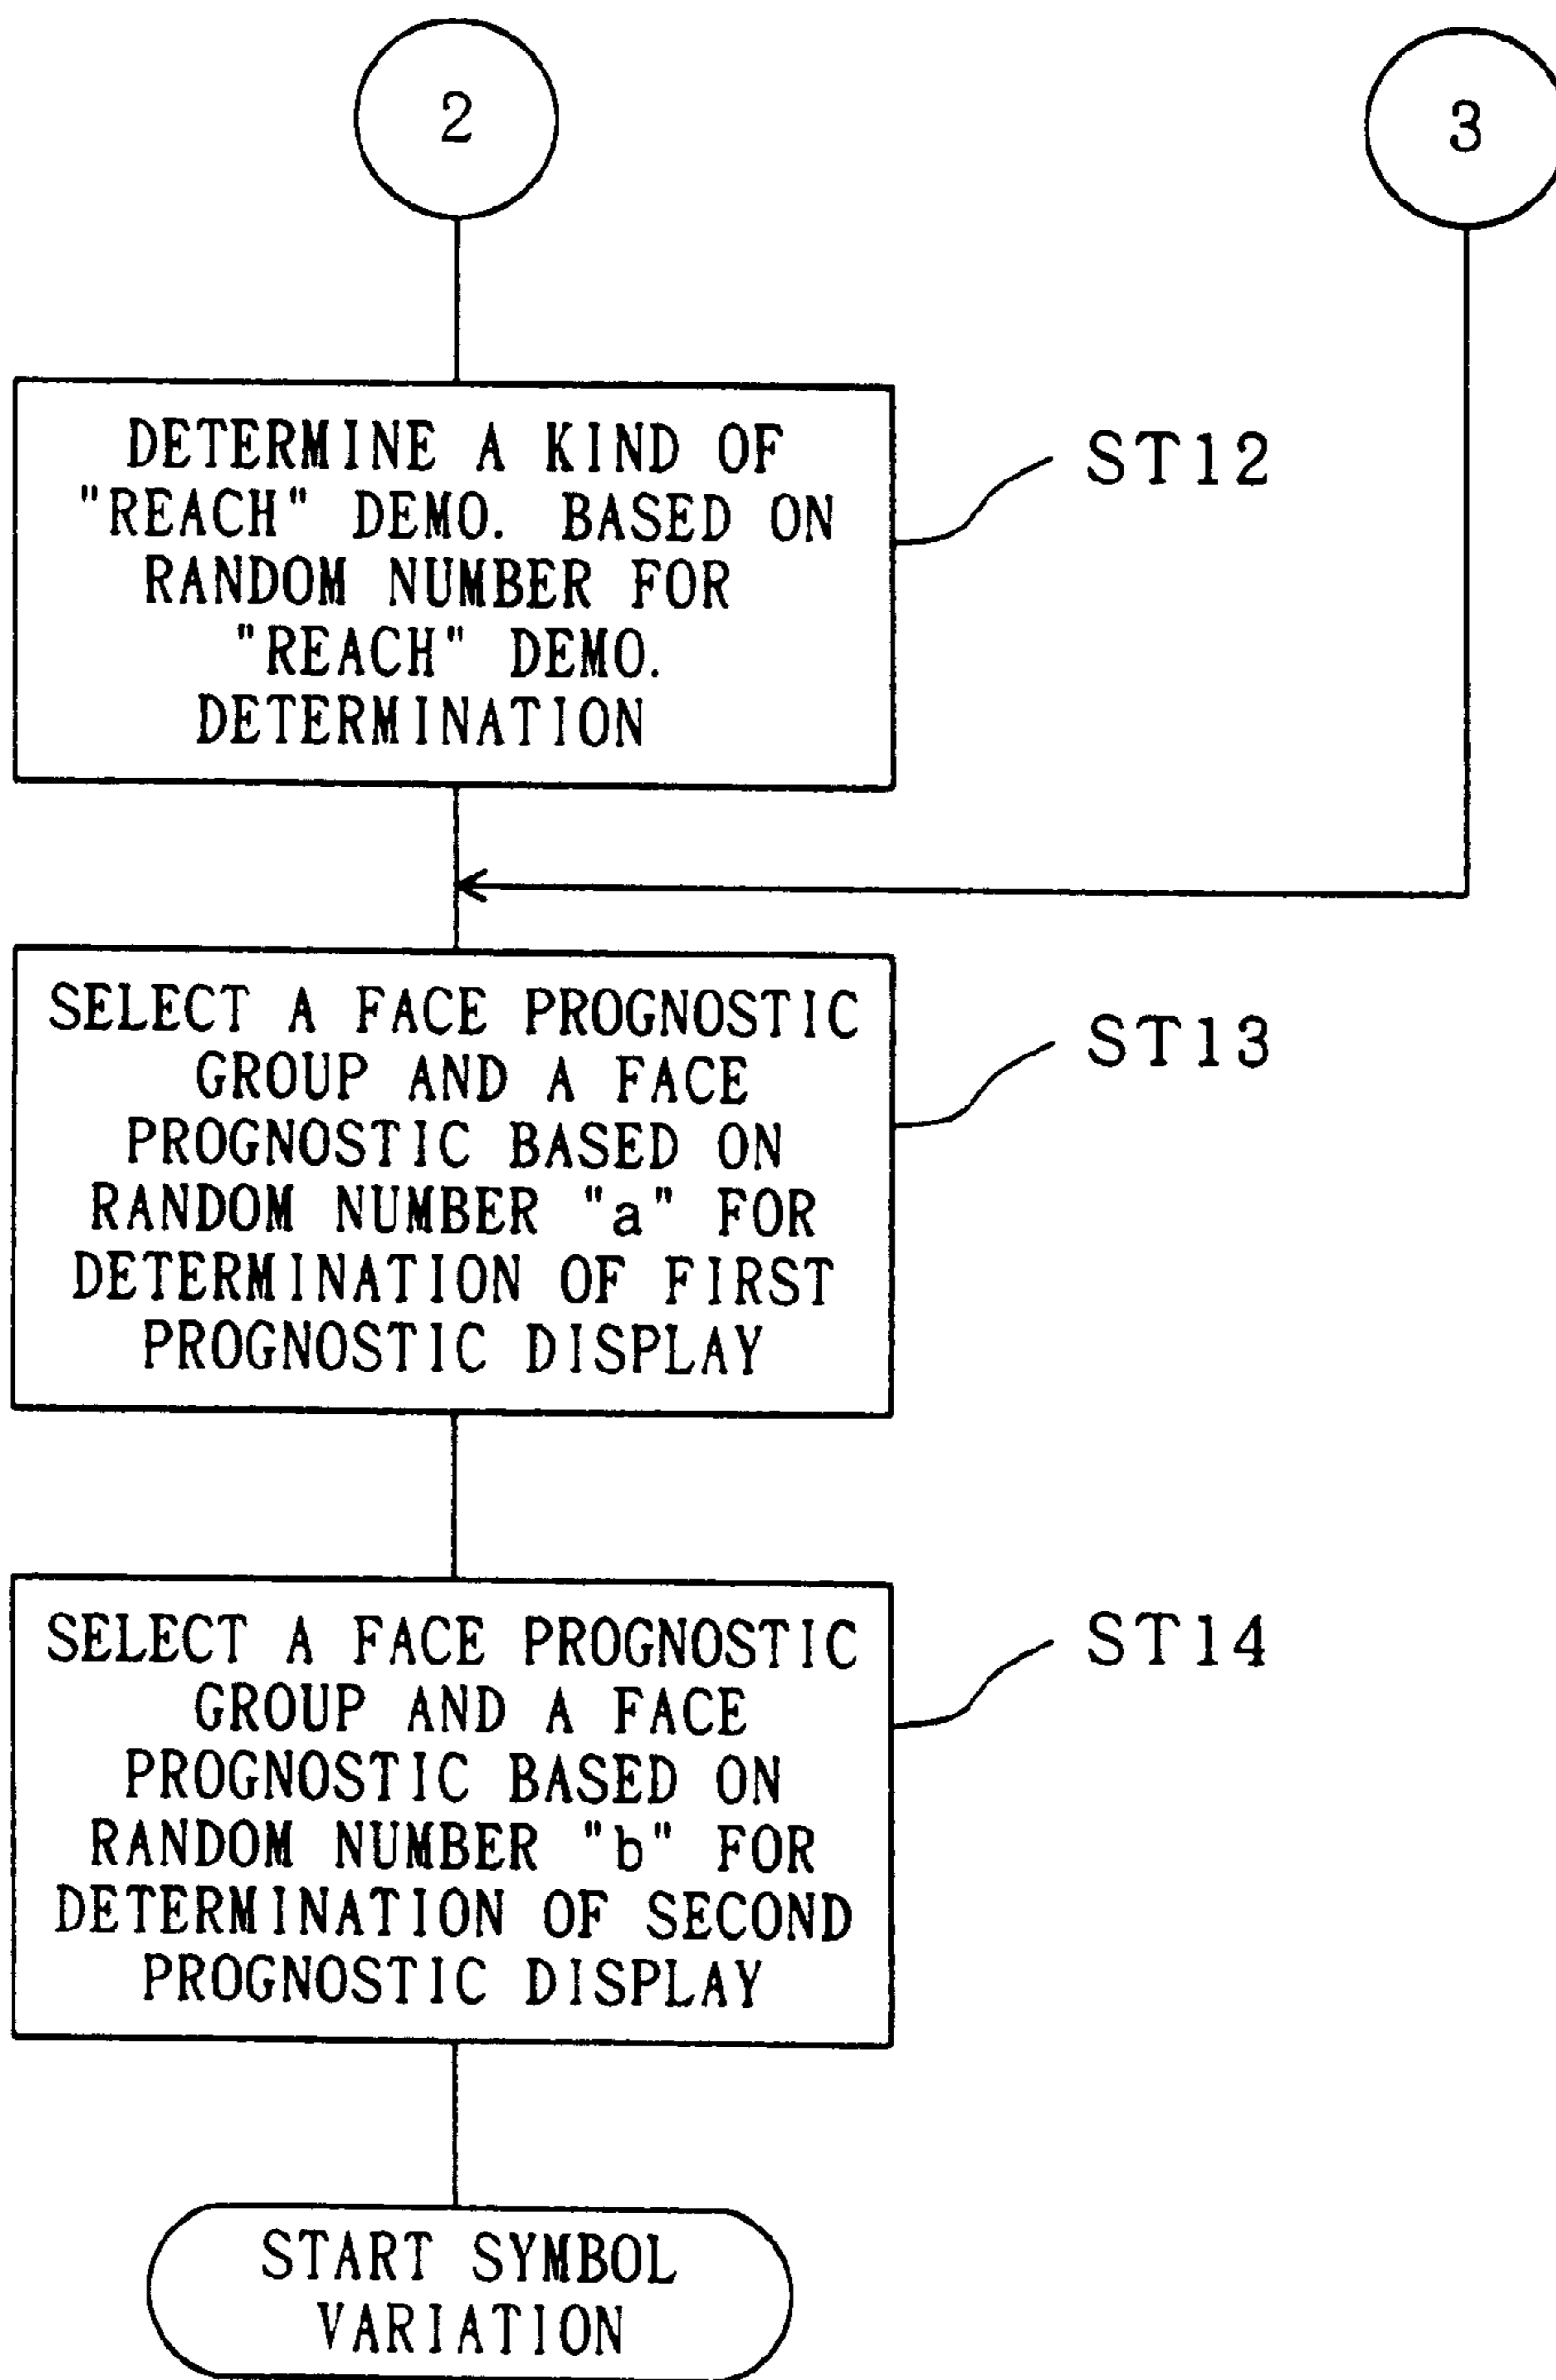 2
3
DETERMINE A KIND OF
"REACH" DEMO. BASED ON
RANDOM NUMBER FOR
"REACH" DEMO.
DETERMINATION
ST12
SELECT A FACE PROGNOSTIC
GROUP AND A FACE
PROGNOSTIC BASED ON
RANDOM NUMBER "a" FOR
DETERMINATION OF FIRST
PROGNOSTIC DISPLAY
ST13
SELECT A FACE PROGNOSTIC
GROUP AND A FACE
PROGNOSTIC BASED ON
RANDOM NUMBER "b" FOR
DETERMINATION OF SECOND
PROGNOSTIC DISPLAY
ST14
START SYMBOL
VARIATION